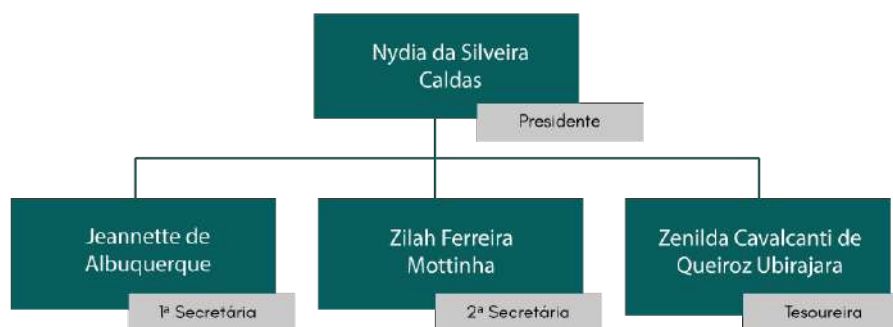 Nydia da Silveira
Caldas
Presidente
Jeannette de
Albuquerque
1ª Secretária
Zilah Ferreira
Mottinha
2ª Secretária
Zenilda Cavalcanti de
Queiroz Ubirajara
Tesoureira